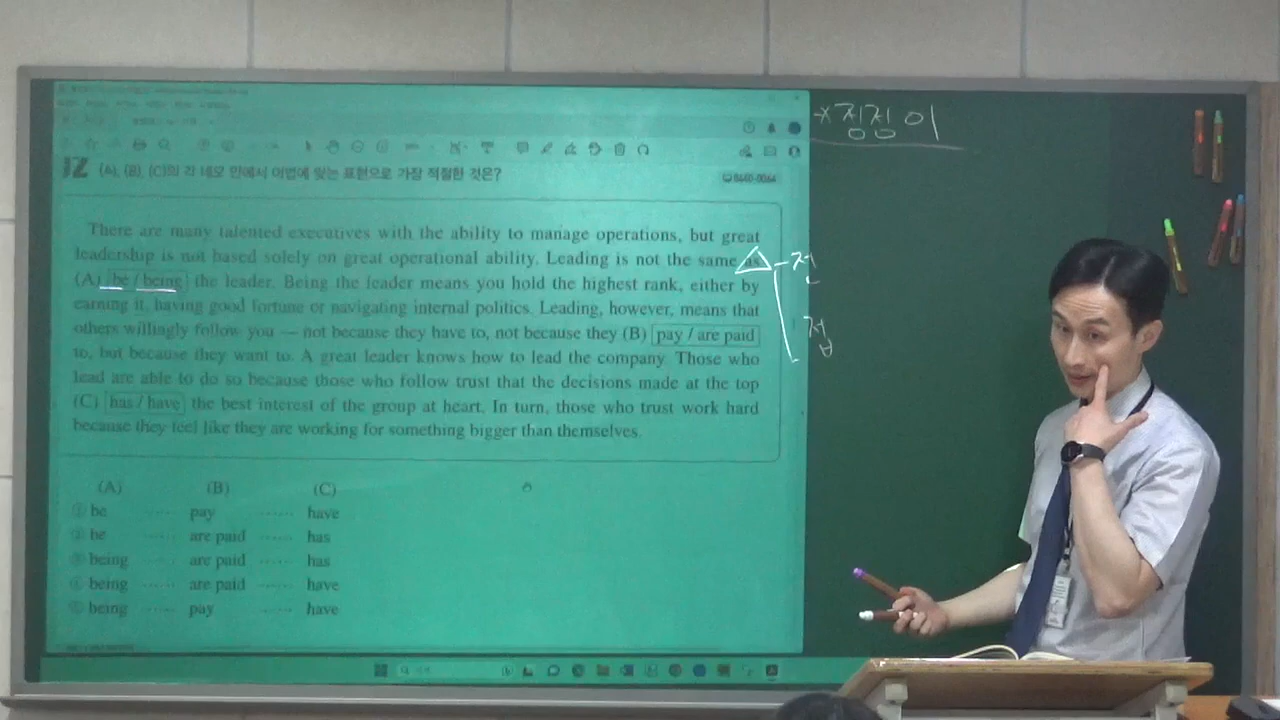 *징징이
12 (A), (B), (C)의 각 네모 안에서 어법에 맞는 표현으로 가장 적절한 것은?
There are many talented executives with the ability to manage operations, but great
leadership is not based solely on great operational ability. Leading is not the same as
(A) be / being the leader. Being the leader means you hold the highest rank, either by
earning it, having good fortune or navigating internal politics. Leading, however, means that
others willingly follow you — not because they have to, not because they (B) pay / are paid
to, but because they want to. A great leader knows how to lead the company. Those who
lead are able to do so because those who follow trust that the decisions made at the top
(C) has / have the best interest of the group at heart. In turn, those who trust work hard
because they feel like they are working for something bigger than themselves.
전
접
(A) (B) (C)
① be ······ pay ······ have
② be ······ are paid ······ has
③ being ······ are paid ······ has
④ being ······ are paid ······ have
⑤ being ······ pay ······ have